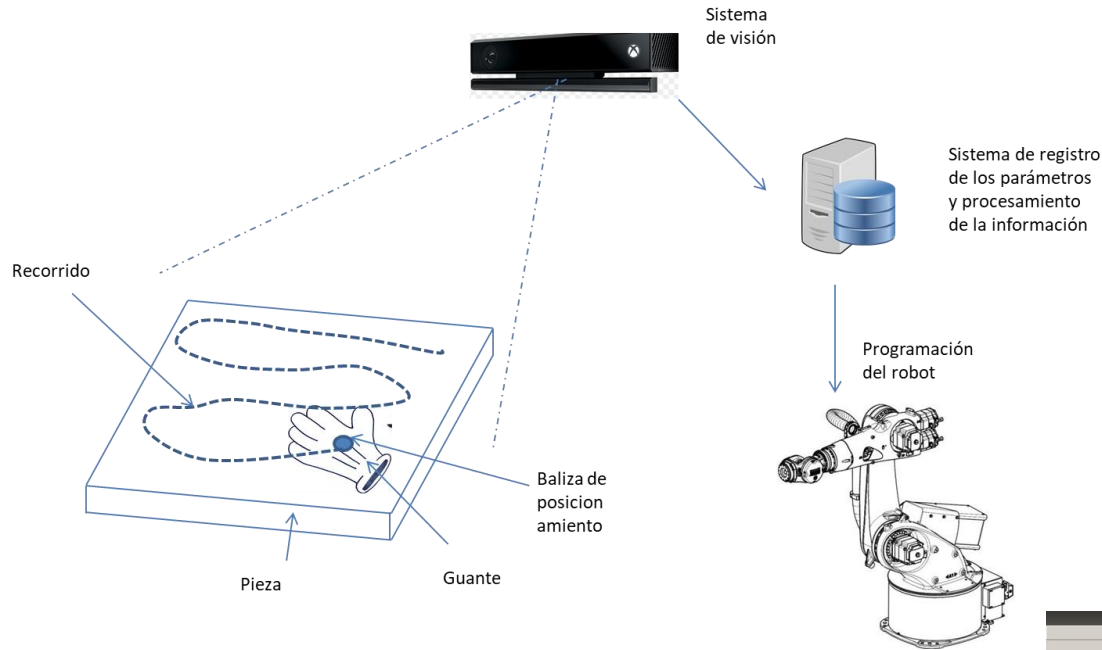 Sistema
de visión
Sistema de registro
de los parámetros
y procesamiento
de la información
Recorrido
Programación
del robot
Baliza de
posicion
amiento
Guante
Pieza